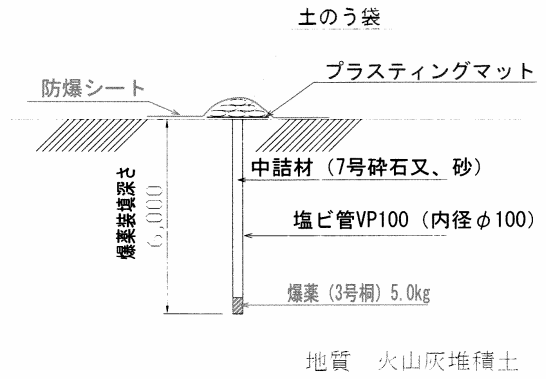 土のう袋
プラスティングマット
防爆シート
中詰材（7号砕石又、砂）
爆薬装填深さ
6,000
塩ビ管VP100（内径φ100）
爆薬（3号桐）5.0kg
地質　火山灰堆積土